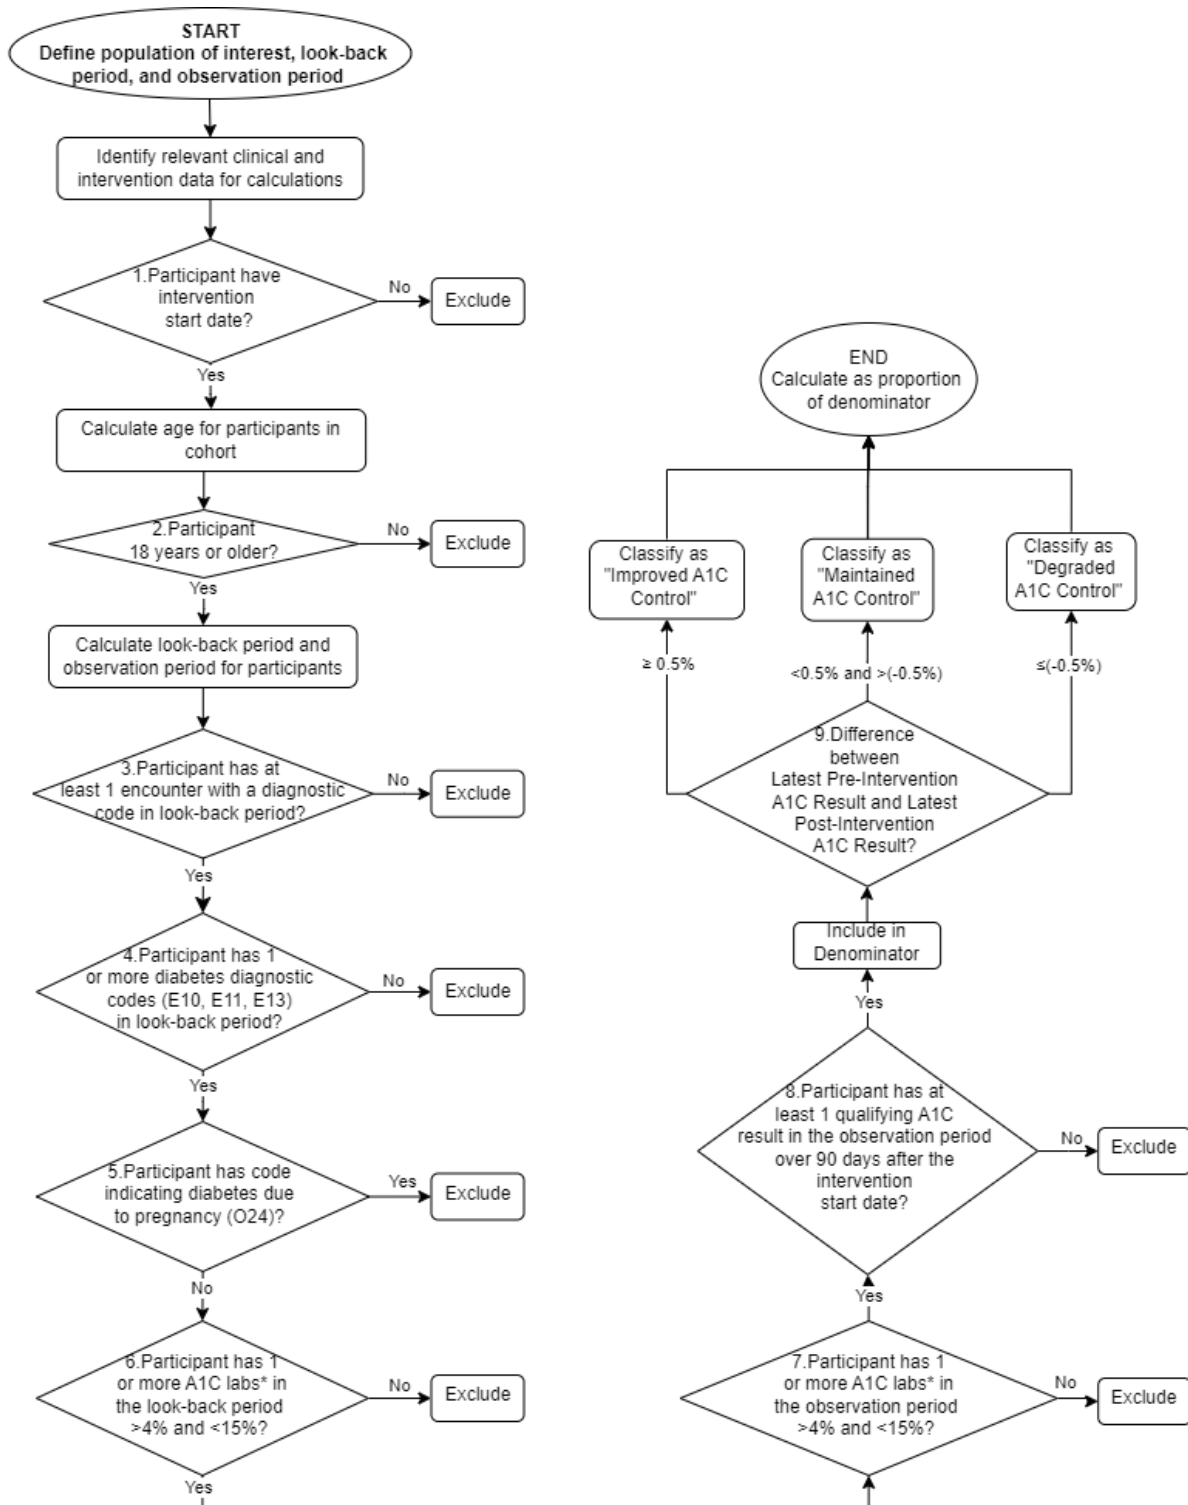 START
Define population of interest, look-back
period, and observation period
Identify relevant clinical and
intervention data for calculations
1.Participant have
intervention
start date?
No
Exclude
Yes
Calculate age for participants in
cohort
2.Participant
18 years or older?
No
Exclude
Yes
Calculate look-back period and
observation period for participants
3.Participant has at
least 1 encounter with a diagnostic
code in look-back period?
No
Exclude
Yes
4.Participant has 1
or more diabetes diagnostic
codes (E10, E11, E13)
in look-back period?
No
Exclude
Yes
5.Participant has code
indicating diabetes due
to pregnancy (O24)?
Yes
Exclude
No
6.Participant has 1
or more A1C labs* in
the look-back period
>4% and <15%?
No
Exclude
Yes
7.Participant has 1
or more A1C labs* in
the observation period
>4% and <15%?
No
Exclude
Yes
8.Participant has at
least 1 qualifying A1C
result in the observation period
over 90 days after the
intervention
start date?
No
Exclude
Yes
Include in
Denominator
9.Difference
between
Latest Pre-Intervention
A1C Result and Latest
Post-Intervention
A1C Result?
≥ 0.5%
<0.5% and >(-0.5%)
≤(-0.5%)
Classify as
"Improved A1C
Control"
Classify as
"Maintained
A1C Control"
Classify as
"Degraded
A1C Control"
END
Calculate as proportion
of denominator